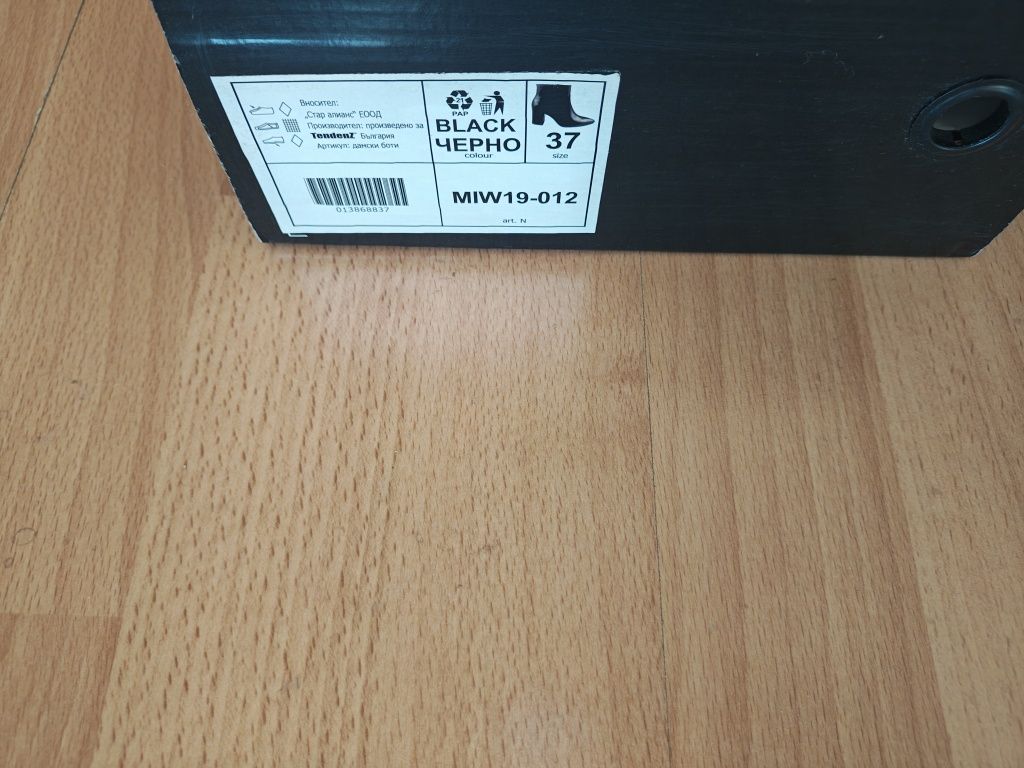 Вносител:
„Стар алианс" ЕООД
Производител: произведено за
TendenZ България
Артикул: дамски боти
21
PAP
BLACK
ЧЕРНО
colour
37
size
013868837
MIW19-012
art. N